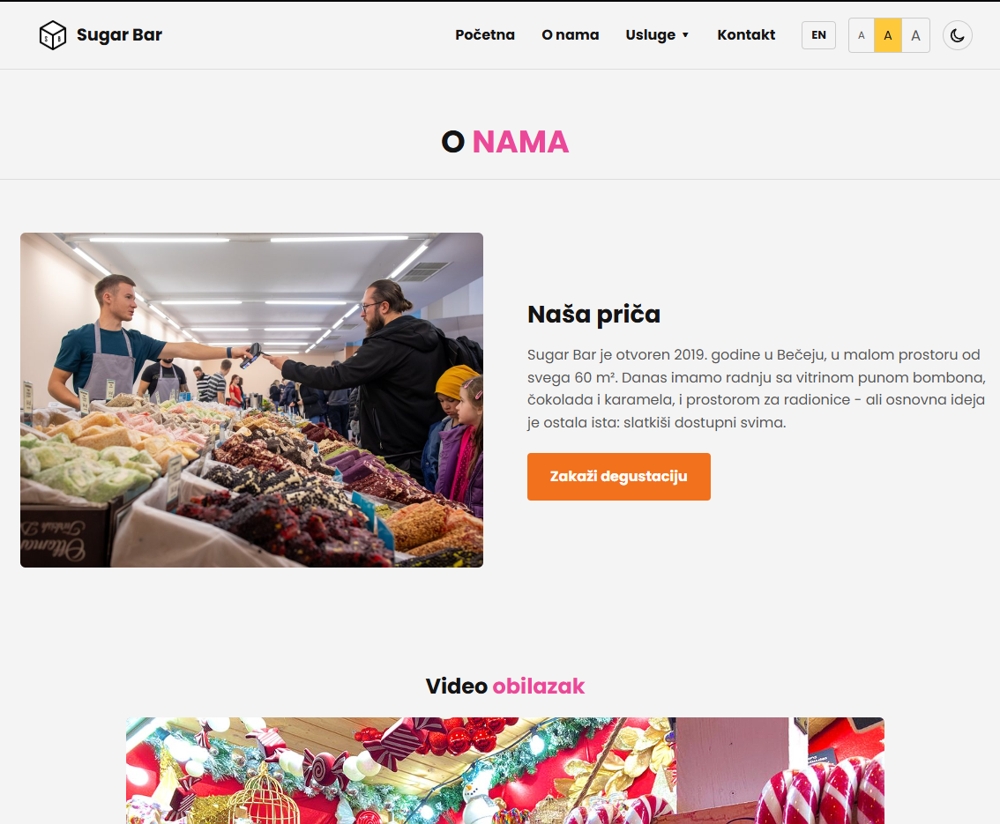 S B Sugar Bar
Početna O nama Usluge ▼ Kontakt EN A A A
O NAMA
Naša priča
Sugar Bar je otvoren 2019. godine u Bečeju, u malom prostoru od
svega 60 m². Danas imamo radnju sa vitrinom punom bombona,
čokolada i karamela, i prostorom za radionice - ali osnovna ideja
je ostala ista: slatkiši dostupni svima.
Zakaži degustaciju
Video obilazak